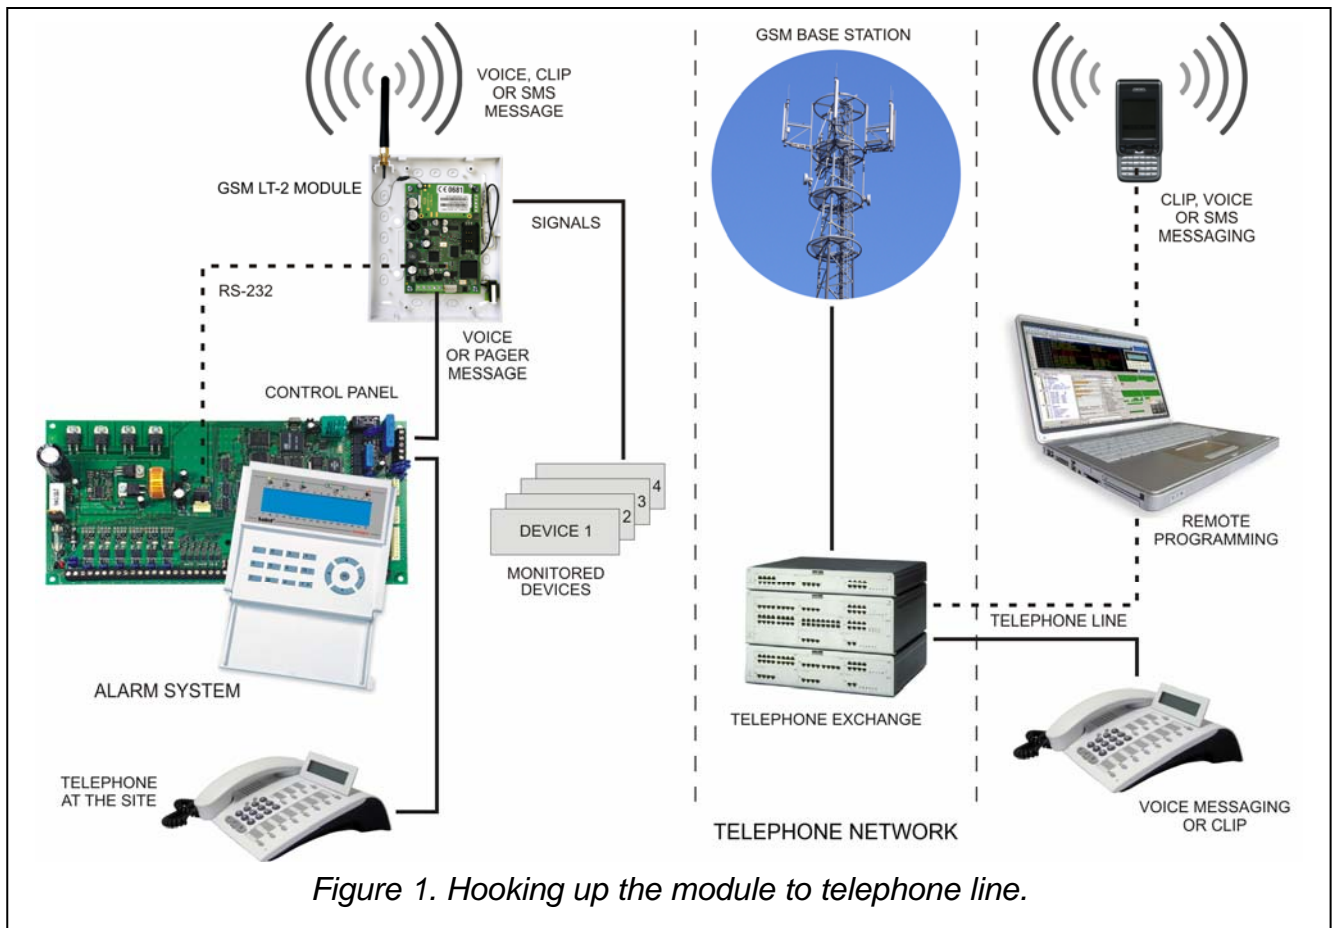 VOICE, CLIP
OR SMS
MESSAGE
GSM LT-2 MODULE
CE 0681
SIGNALS
RS-232
VOICE
OR PAGER
MESSAGE
CONTROL PANEL
4
3
2
DEVICE 1
MONITORED
DEVICES
ALARM SYSTEM
TELEPHONE
AT THE SITE
GSM BASE STATION
TELEPHONE EXCHANGE
TELEPHONE NETWORK
CLIP, VOICE
OR SMS
MESSAGING
REMOTE
PROGRAMMING
TELEPHONE LINE
VOICE MESSAGING
OR CLIP
Figure 1. Hooking up the module to telephone line.